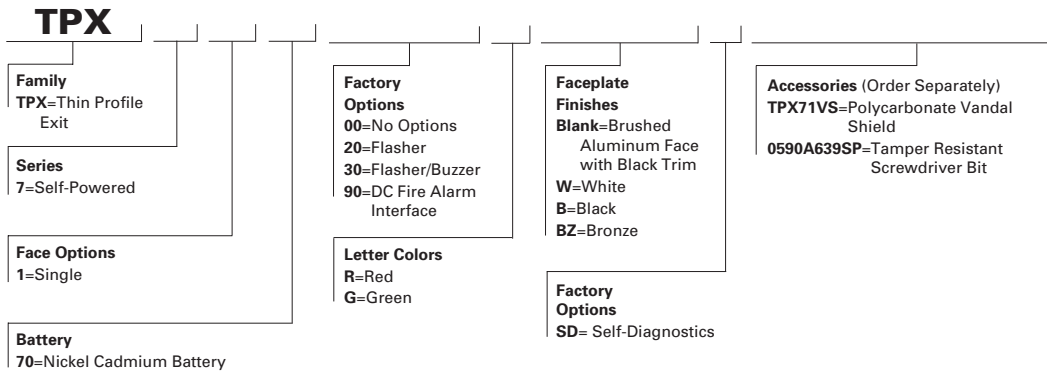 TPX
Family
TPX=Thin Profile
Exit
Series
7=Self-Powered
Face Options
1=Single
Battery
70=Nickel Cadmium Battery
Factory
Options
00=No Options
20=Flasher
30=Flasher/Buzzer
90=DC Fire Alarm
Interface
Letter Colors
R=Red
G=Green
Faceplate
Finishes
Blank=Brushed
Aluminum Face
with Black Trim
W=White
B=Black
BZ=Bronze
Factory
Options
SD= Self-Diagnostics
Accessories (Order Separately)
TPX71VS=Polycarbonate Vandal
Shield
0590A639SP=Tamper Resistant
Screwdriver Bit